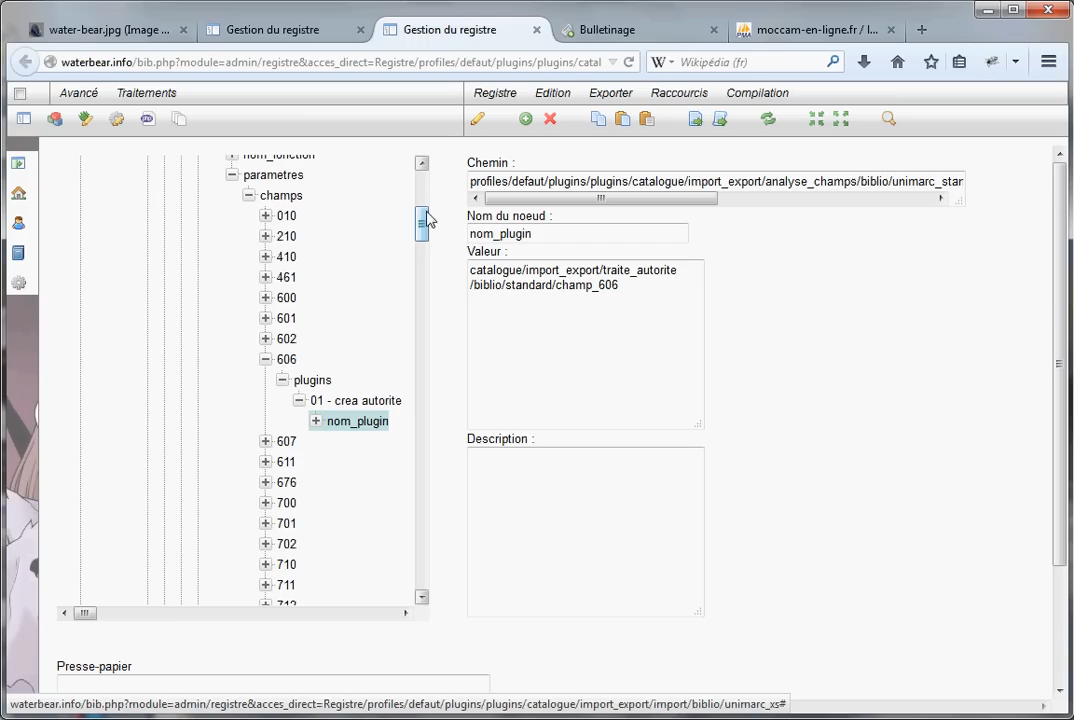 water-bear.jpg (Image ...
Gestion du registre
Gestion du registre
Bulletinage
moccam-en-ligne.fr / l...
waterbear.info/bib.php?module=admin/registre&acces_direct=Registre/profiles/defaut/plugins/plugins/catal
Wikipédia (fr)
Avancé Traitements
Registre Edition Exporter Raccourcis Compilation
nom_fonction
parametres
champs
010
210
410
461
600
601
602
606
plugins
01 - crea autorite
nom_plugin
607
611
676
700
701
702
710
711
712
Chemin :
profiles/defaut/plugins/plugins/catalogue/import_export/analyse_champs/biblio/unimarc_star
Nom du noeud :
nom_plugin
Valeur :
catalogue/import_export/traite_autorite
/biblio/standard/champ_606
Description :
Presse-papier
waterbear.info/bib.php?module=admin/registre&acces_direct=Registre/profiles/defaut/plugins/plugins/catalogue/import_export/import/biblio/unimarc_xs#